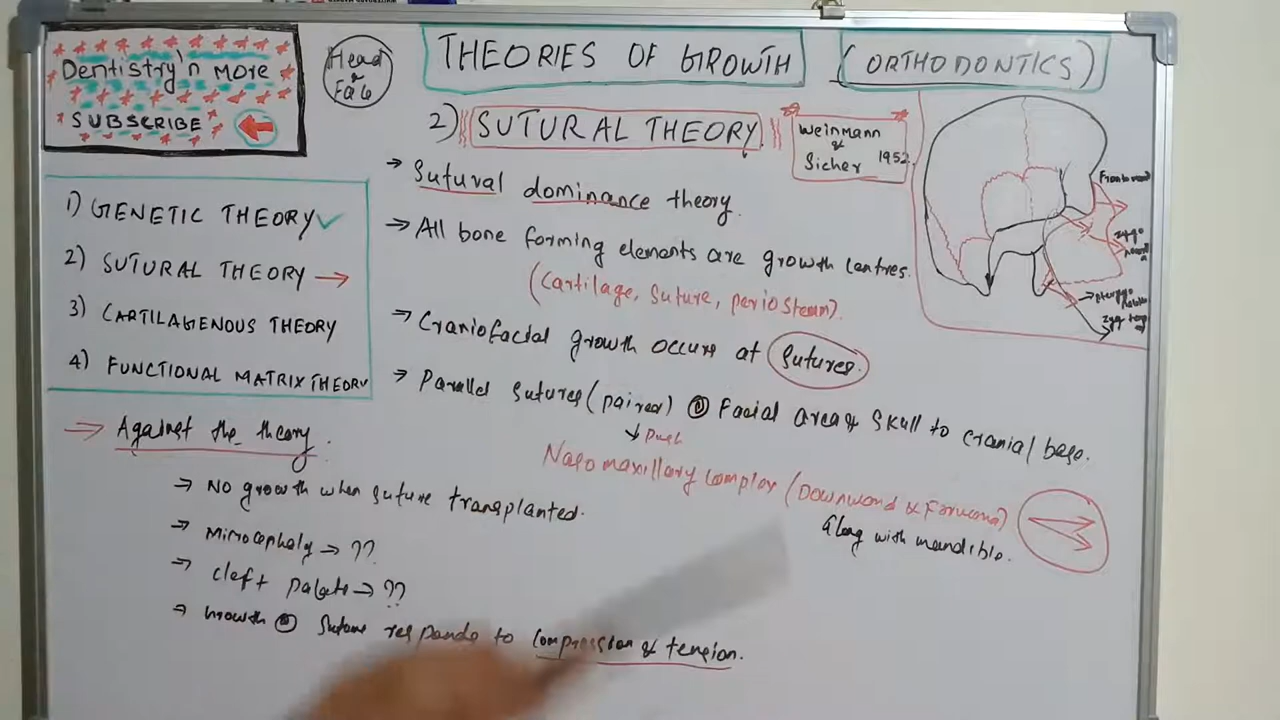 Dentistry'n more
SUBSCRIBE
Head
&
Face
THEORIES OF GROWTH
(ORTHODONTICS)
2) SUTURAL THEORY
Weinmann
&
Sicher 1952
→ Sutural dominance theory.
→ All bone forming elements are growth centres.
(Cartilage, Suture, periosteum).
→ Craniofacial growth occurs at Sutures.
→ Parallel Sutures (paired) @ Facial area & Skull to cranial base.
↓ Push
Nasomaxillary complex (Downward & Forward)
Along with mandible.
1) GENETIC THEORY ✓
2) SUTURAL THEORY →
3) CARTILAGENOUS THEORY
4) FUNCTIONAL MATRIX THEORY
→ Against the theory.
→ No growth when suture transplanted.
→ Microcephaly → ??
→ Cleft palate → ??
→ Growth @ Suture responds to Compression & tension.